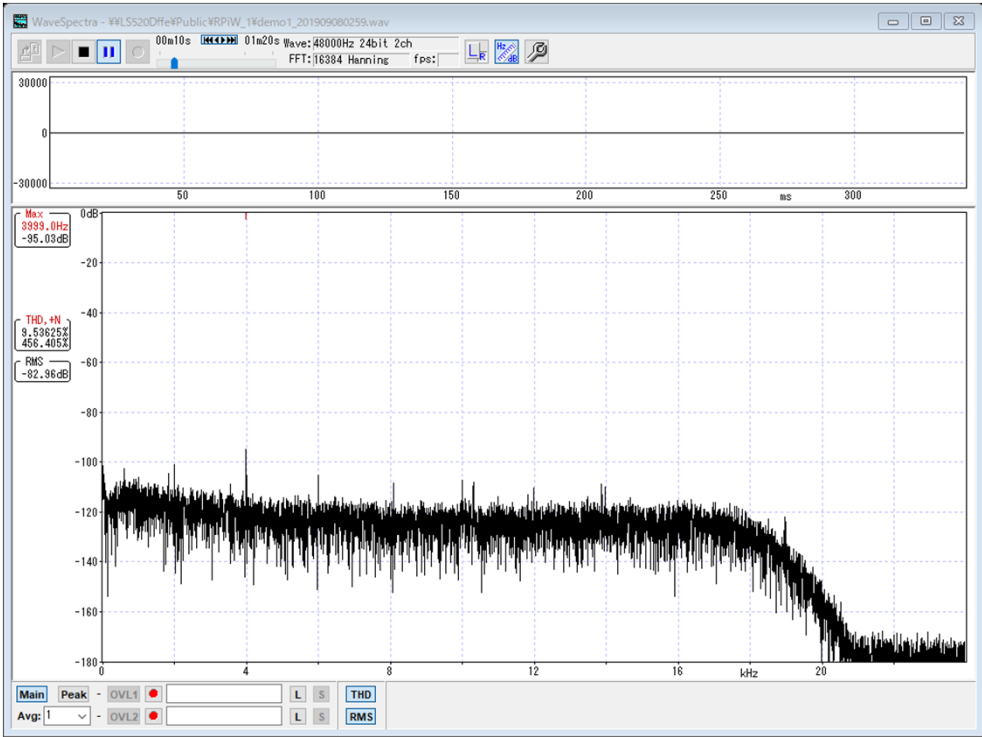 WaveSpectra - ¥¥LS520Dffe¥Public¥RPiW_1¥demo1_201909080259.wav
00m10s 01m20s Wave: 48000Hz 24bit 2ch
FFT: 16384 Hanning fps:
L R Hz dB
30000
0
-30000
50 100 150 200 250 ms 300
Max
3999.0Hz
-95.03dB
THD,+N
9.53625%
456.405%
RMS
-82.96dB
0dB
-20
-40
-60
-80
-100
-120
-140
-160
-180
0 4 8 12 16 kHz 20
Main Peak - OVL1 L S THD
Avg: 1 - OVL2 L S RMS